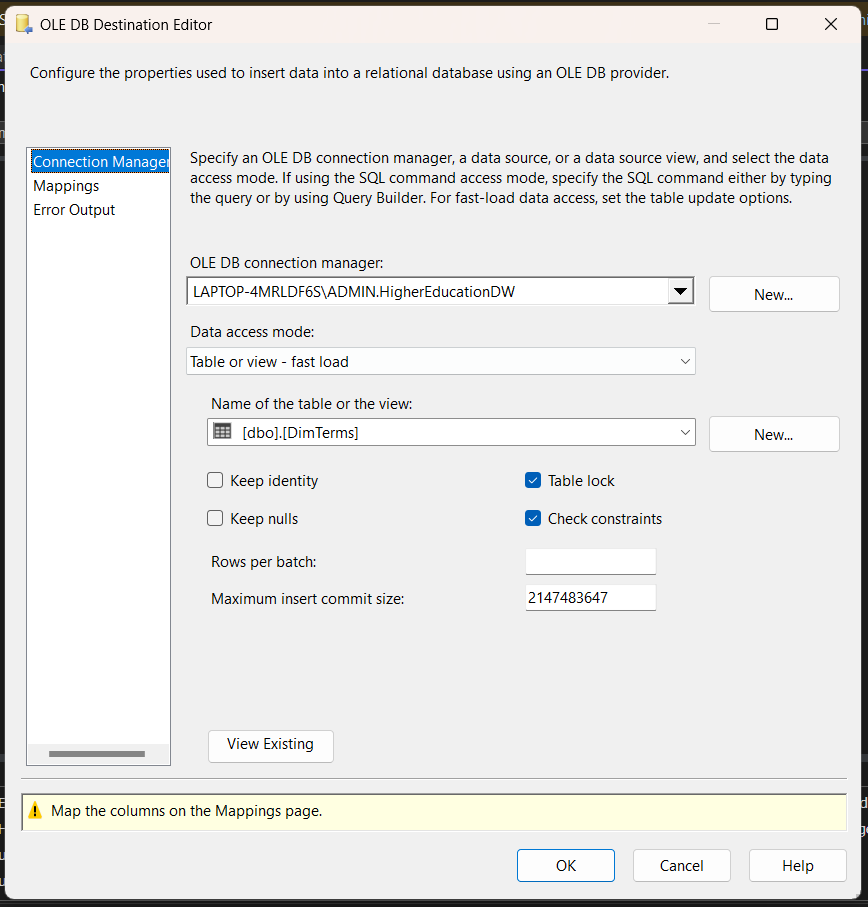 OLE DB Destination Editor
Configure the properties used to insert data into a relational database using an OLE DB provider.
Connection Manager
Mappings
Error Output
Specify an OLE DB connection manager, a data source, or a data source view, and select the data
access mode. If using the SQL command access mode, specify the SQL command either by typing
the query or by using Query Builder. For fast-load data access, set the table update options.
OLE DB connection manager:
LAPTOP-4MRLDF6S\ADMIN.HigherEducationDW
New...
Data access mode:
Table or view - fast load
Name of the table or the view:
[dbo].[DimTerms]
New...
Keep identity
Table lock
Keep nulls
Check constraints
Rows per batch:
Maximum insert commit size:
2147483647
View Existing
Map the columns on the Mappings page.
OK
Cancel
Help